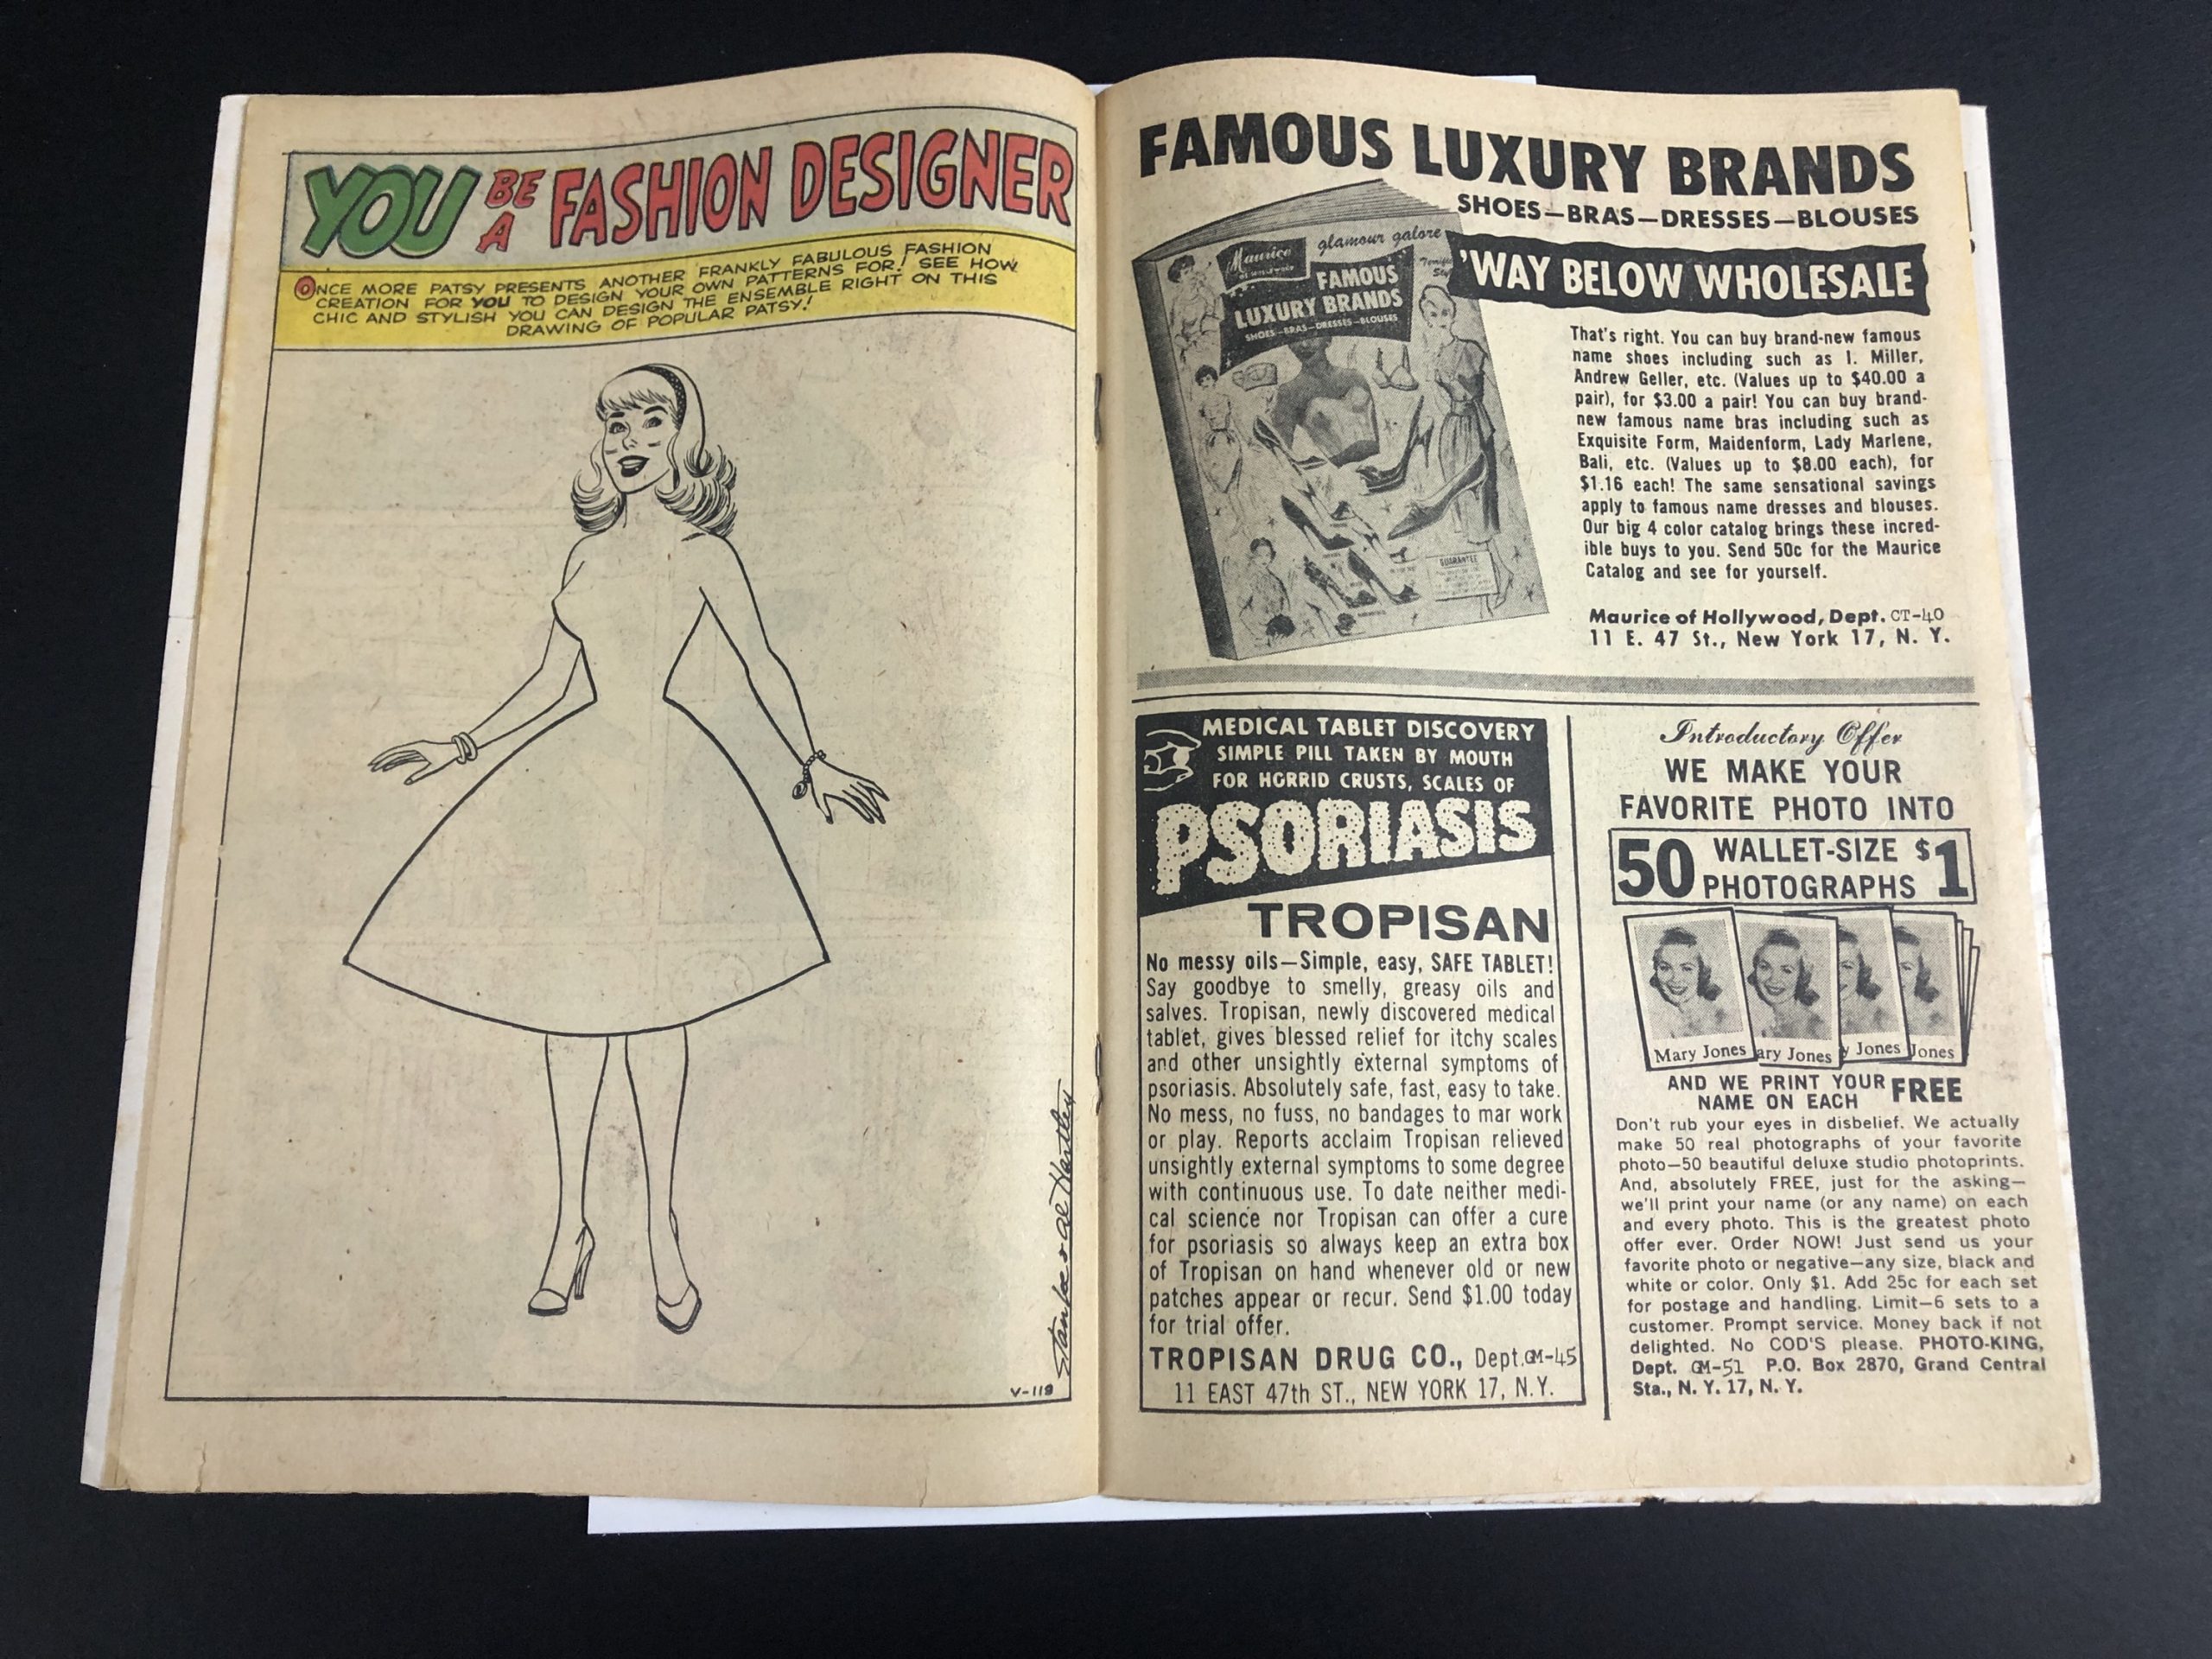 YOU BE A FASHION DESIGNER
ONCE MORE PATSY PRESENTS ANOTHER FRANKLY FABULOUS FASHION
CREATION FOR YOU TO DESIGN YOUR OWN PATTERNS FOR! SEE HOW
CHIC AND STYLISH YOU CAN DESIGN THE ENSEMBLE RIGHT ON THIS
DRAWING OF POPULAR PATSY!
Stan Lee & Al Hartley
V-119
FAMOUS LUXURY BRANDS
SHOES—BRAS—DRESSES—BLOUSES
'WAY BELOW WHOLESALE
Maurice
glamour galore
FAMOUS
LUXURY BRANDS
SHOES—BRAS—DRESSES—BLOUSES
GUARANTEE
That's right. You can buy brand-new famous
name shoes including such as I. Miller,
Andrew Geller, etc. (Values up to $40.00 a
pair), for $3.00 a pair! You can buy brand-
new famous name bras including such as
Exquisite Form, Maidenform, Lady Marlene,
Bali, etc. (Values up to $8.00 each), for
$1.16 each! The same sensational savings
apply to famous name dresses and blouses.
Our big 4 color catalog brings these incred-
ible buys to you. Send 50c for the Maurice
Catalog and see for yourself.
Maurice of Hollywood, Dept. CT-40
11 E. 47 St., New York 17, N. Y.
MEDICAL TABLET DISCOVERY
SIMPLE PILL TAKEN BY MOUTH
FOR HORRID CRUSTS, SCALES OF
PSORIASIS
TROPISAN
No messy oils—Simple, easy, SAFE TABLET!
Say goodbye to smelly, greasy oils and
salves. Tropisan, newly discovered medical
tablet, gives blessed relief for itchy scales
and other unsightly external symptoms of
psoriasis. Absolutely safe, fast, easy to take.
No mess, no fuss, no bandages to mar work
or play. Reports acclaim Tropisan relieved
unsightly external symptoms to some degree
with continuous use. To date neither medi-
cal science nor Tropisan can offer a cure
for psoriasis so always keep an extra box
of Tropisan on hand whenever old or new
patches appear or recur. Send $1.00 today
for trial offer.
TROPISAN DRUG CO., Dept. GM-45
11 EAST 47th ST., NEW YORK 17, N.Y.
Introductory Offer
WE MAKE YOUR
FAVORITE PHOTO INTO
50 WALLET-SIZE PHOTOGRAPHS $1
Mary Jones ary Jones y Jones Jones
AND WE PRINT YOUR
NAME ON EACH FREE
Don't rub your eyes in disbelief. We actually
make 50 real photographs of your favorite
photo—50 beautiful deluxe studio photoprints.
And, absolutely FREE, just for the asking—
we'll print your name (or any name) on each
and every photo. This is the greatest photo
offer ever. Order NOW! Just send us your
favorite photo or negative—any size, black and
white or color. Only $1. Add 25c for each set
for postage and handling. Limit—6 sets to a
customer. Prompt service. Money back if not
delighted. No COD'S please. PHOTO-KING,
Dept. GM-51 P.O. Box 2870, Grand Central
Sta., N. Y. 17, N. Y.